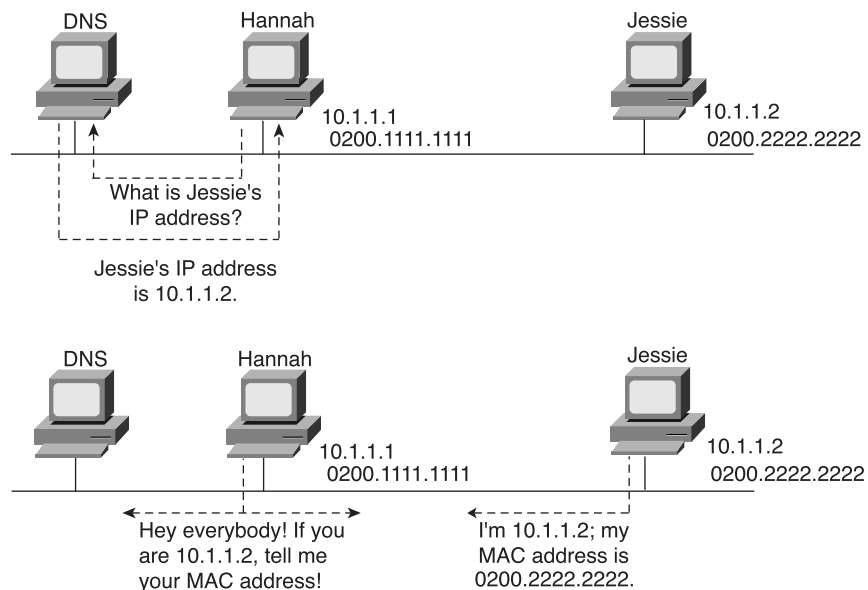 DNS
Hannah
Jessie
10.1.1.1
0200.1111.1111
10.1.1.2
0200.2222.2222
What is Jessie's
IP address?
Jessie's IP address
is 10.1.1.2.
DNS
Hannah
Jessie
10.1.1.1
0200.1111.1111
10.1.1.2
0200.2222.2222
Hey everybody! If you
are 10.1.1.2, tell me
your MAC address!
I'm 10.1.1.2; my
MAC address is
0200.2222.2222.